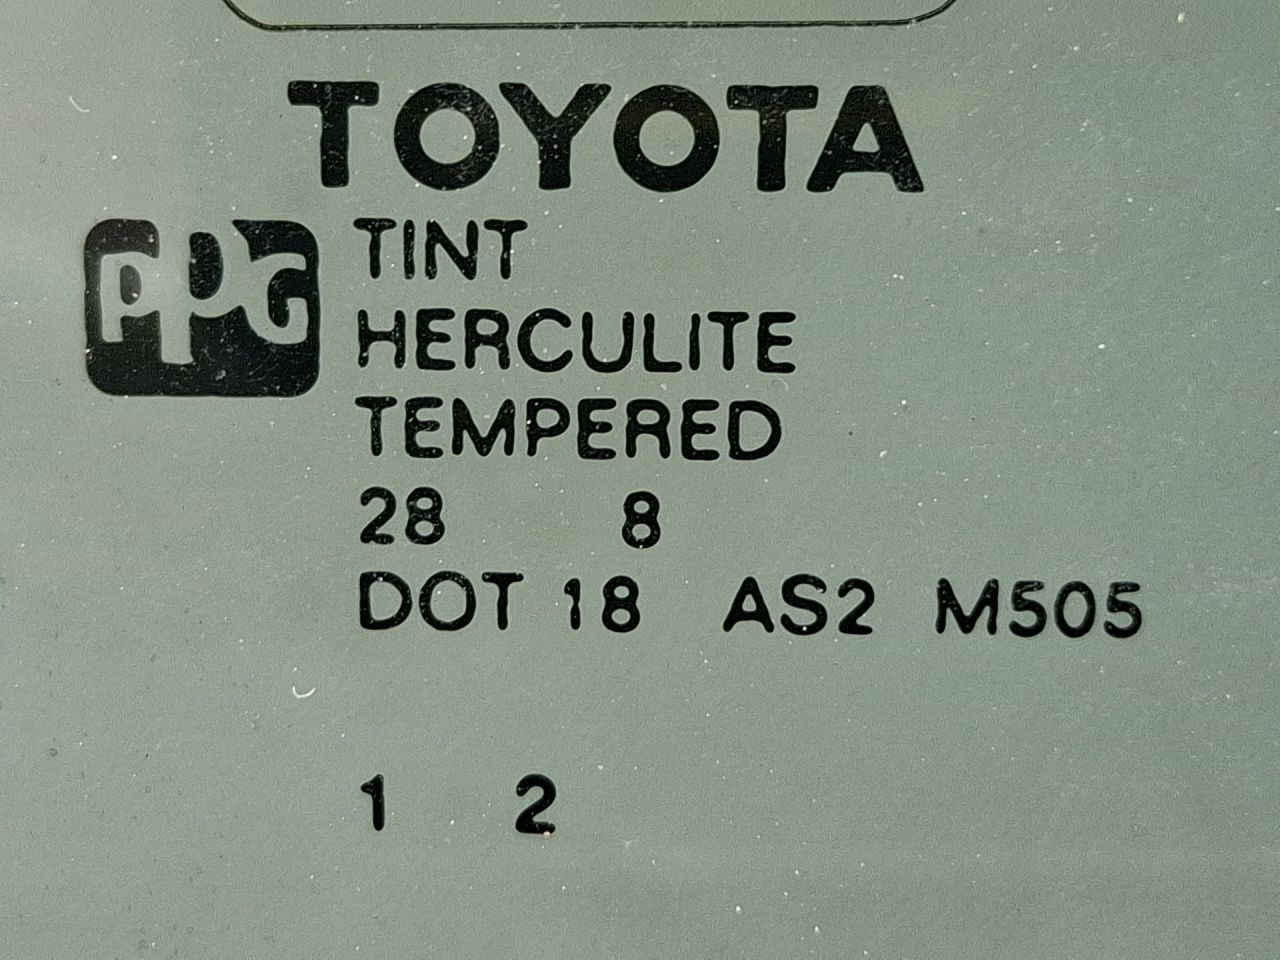 TOYOTA
PPG
TINT
HERCULITE
TEMPERED
28 8
DOT 18 AS2 M505
1 2